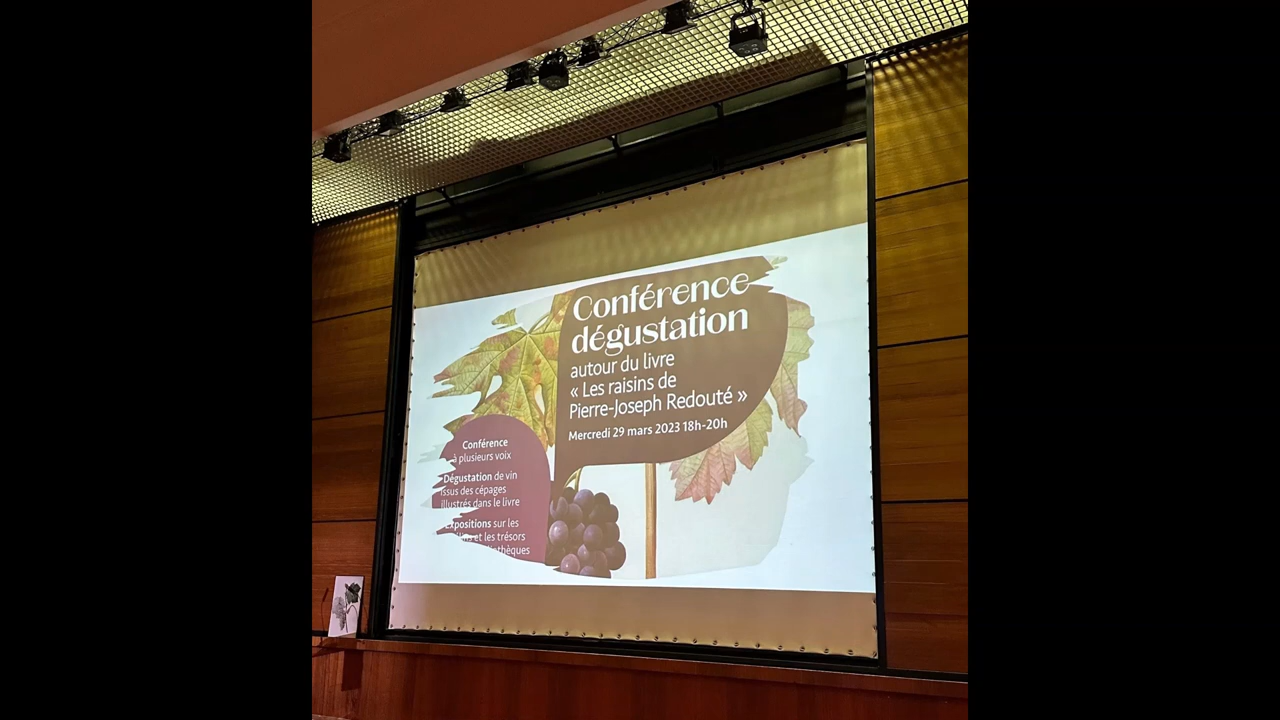 Conférence
dégustation
autour du livre
« Les raisins de
Pierre-Joseph Redouté »
Mercredi 29 mars 2023 18h-20h
Conférence
à plusieurs voix
Dégustation de vin
issus des cépages
illustrés dans le livre
Expositions sur les
et les trésors